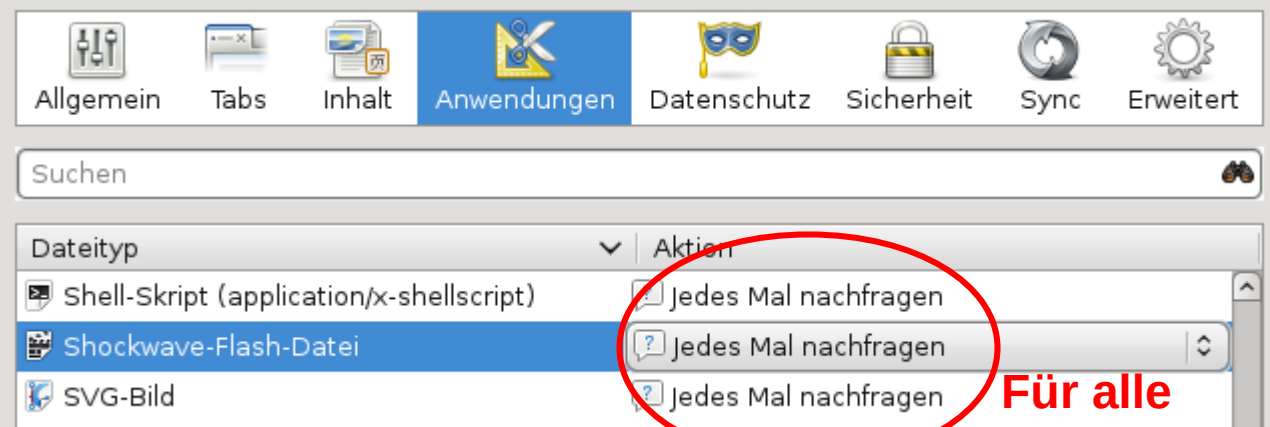 Allgemein Tabs Inhalt Anwendungen Datenschutz Sicherheit Sync Erweitert
Suchen
Dateityp Aktion
Shell-Skript (application/x-shellscript) Jedes Mal nachfragen
Shockwave-Flash-Datei Jedes Mal nachfragen
SVG-Bild Jedes Mal nachfragen
Für alle